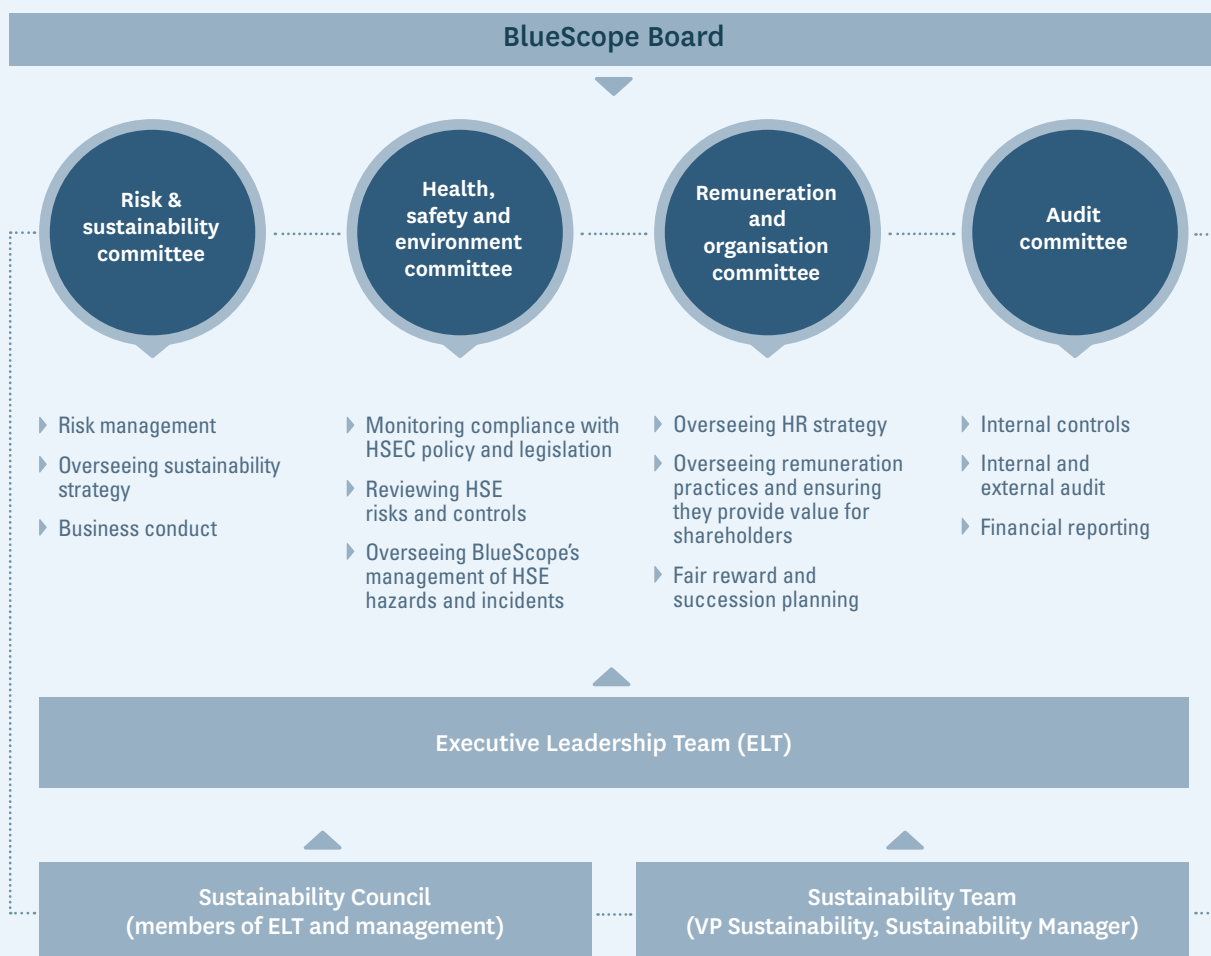 BlueScope Board
Risk &
sustainability
committee
Health,
safety and
environment
committee
Remuneration
and
organisation
committee
Audit
committee
Risk management
Overseeing sustainability
strategy
Business conduct
Monitoring compliance with
HSEC policy and legislation
Reviewing HSE
risks and controls
Overseeing BlueScope's
management of HSE
hazards and incidents
Overseeing HR strategy
Overseeing remuneration
practices and ensuring
they provide value for
shareholders
Fair reward and
succession planning
Internal controls
Internal and
external audit
Financial reporting
Executive Leadership Team (ELT)
Sustainability Council
(members of ELT and management)
Sustainability Team
(VP Sustainability, Sustainability Manager)